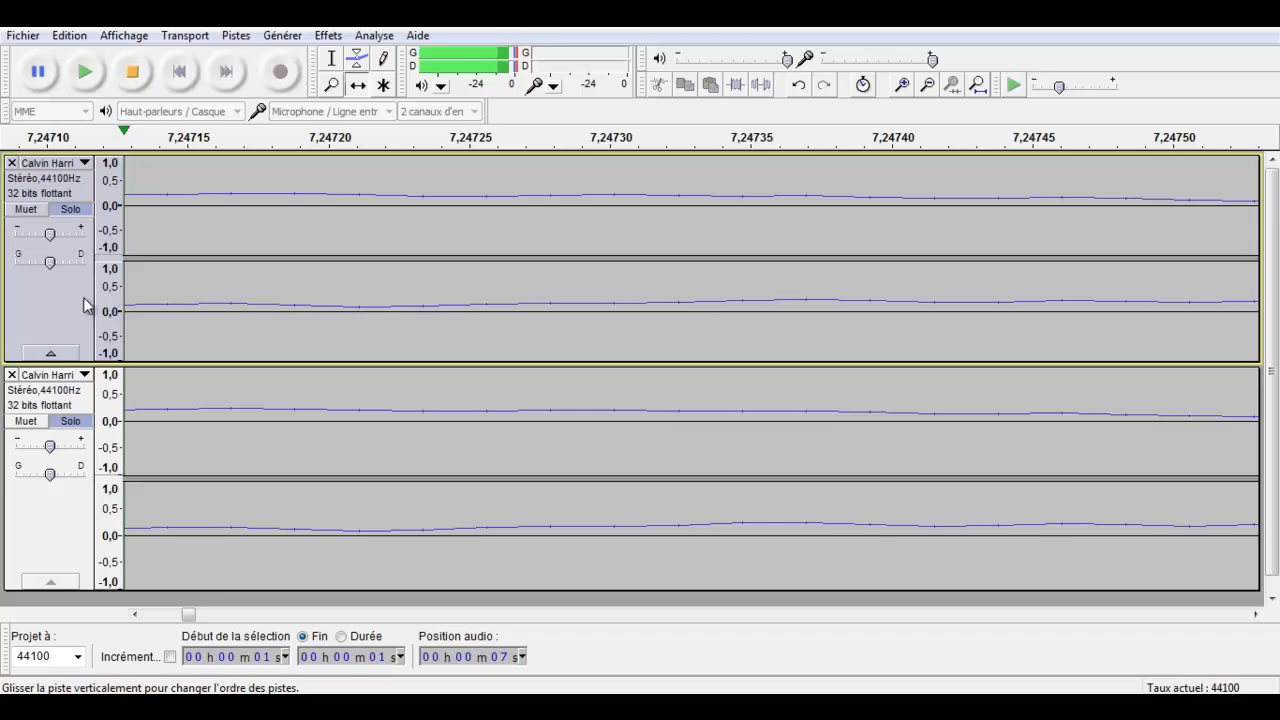 Fichier Edition Affichage Transport Pistes Générer Effets Analyse Aide
G G
D D
-24 0 -24 0
MME Haut-parleurs / Casque Microphone / Ligne entr 2 canaux d'en
7,24710 7,24715 7,24720 7,24725 7,24730 7,24735 7,24740 7,24745 7,24750
Calvin Harri 1,0
Stéréo,44100Hz 0,5
32 bits flottant
Muet Solo 0,0
- + -0,5
G D -1,0
1,0
0,5
0,0
-0,5
-1,0
Calvin Harri 1,0
Stéréo,44100Hz 0,5
32 bits flottant
Muet Solo 0,0
- + -0,5
G D -1,0
1,0
0,5
0,0
-0,5
-1,0
Projet à : Début de la sélection Fin Durée Position audio :
44100 Incrément... 00 h 00 m 01 s 00 h 00 m 01 s 00 h 00 m 07 s
Glisser la piste verticalement pour changer l'ordre des pistes. Taux actuel : 44100